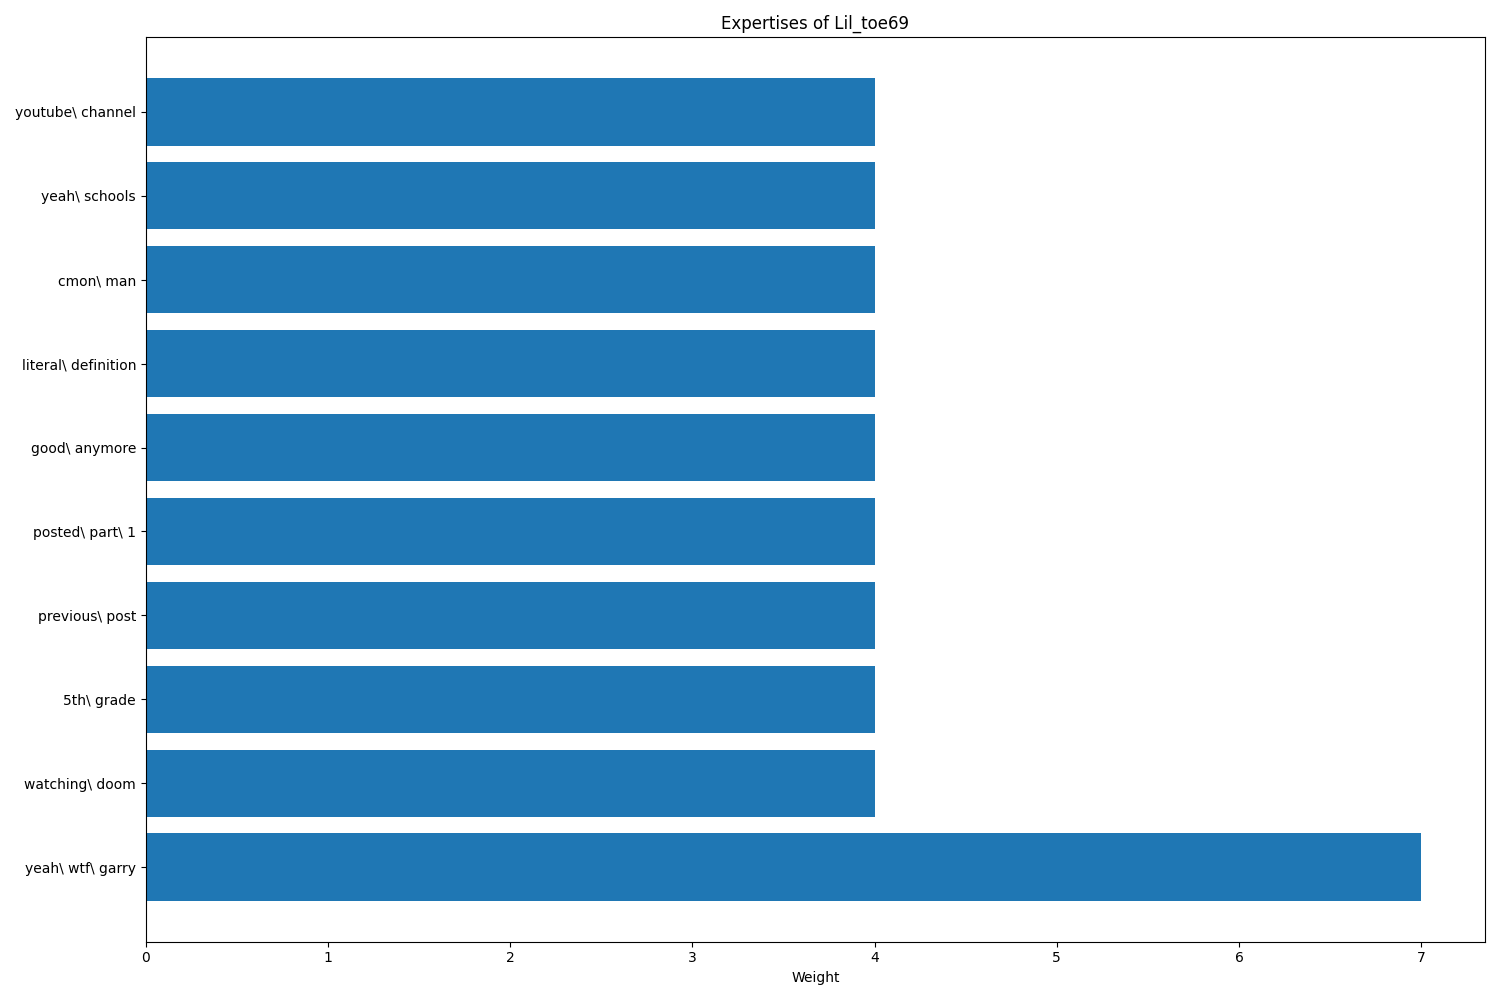 Expertises of Lil_toe69
youtube\ channel
yeah\ schools
cmon\ man
literal\ definition
good\ anymore
posted\ part\ 1
previous\ post
5th\ grade
watching\ doom
yeah\ wtf\ garry
0 1 2 3 4 5 6 7
Weight